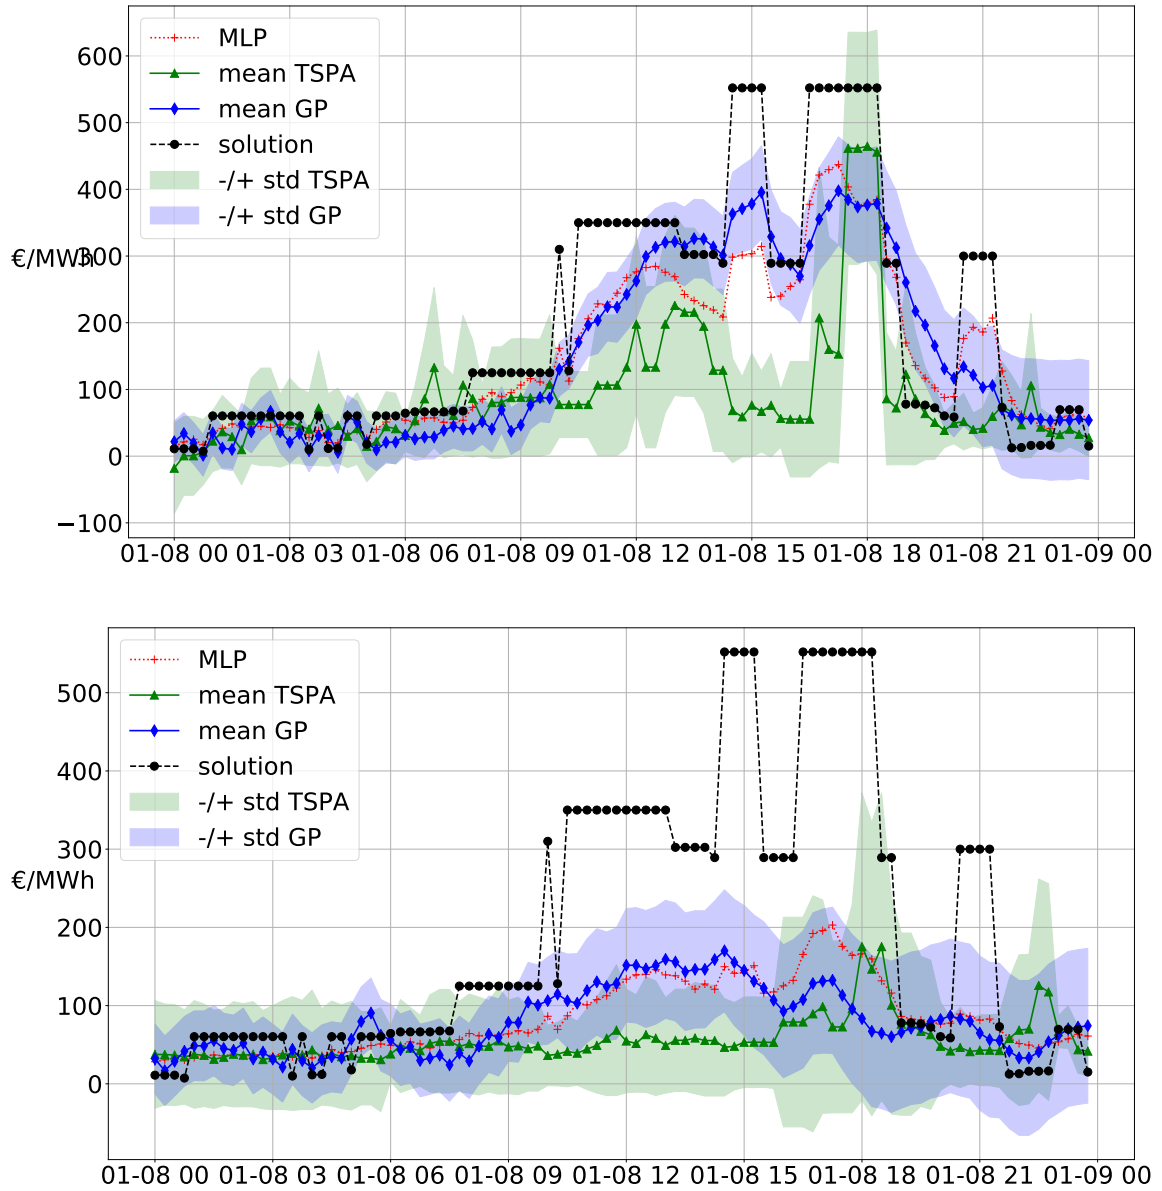 600
500
400
300
200
100
0
−100
€/MWh
MLP
mean TSPA
mean GP
solution
-/+ std TSPA
-/+ std GP
01-08 00 01-08 03 01-08 06 01-08 09 01-08 12 01-08 15 01-08 18 01-08 21 01-09 00
500
400
300
200
100
0
€/MWh
MLP
mean TSPA
mean GP
solution
-/+ std TSPA
-/+ std GP
01-08 00 01-08 03 01-08 06 01-08 09 01-08 12 01-08 15 01-08 18 01-08 21 01-09 00